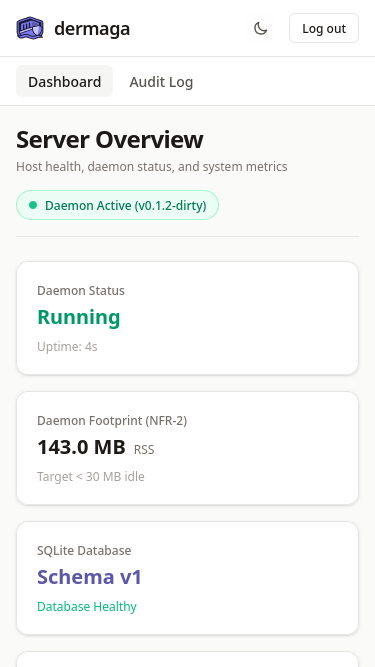 dermaga
Log out
Dashboard
Audit Log
Server Overview
Host health, daemon status, and system metrics
Daemon Active (v0.1.2-dirty)
Daemon Status
Running
Uptime: 4s
Daemon Footprint (NFR-2)
143.0 MB RSS
Target < 30 MB idle
SQLite Database
Schema v1
Database Healthy